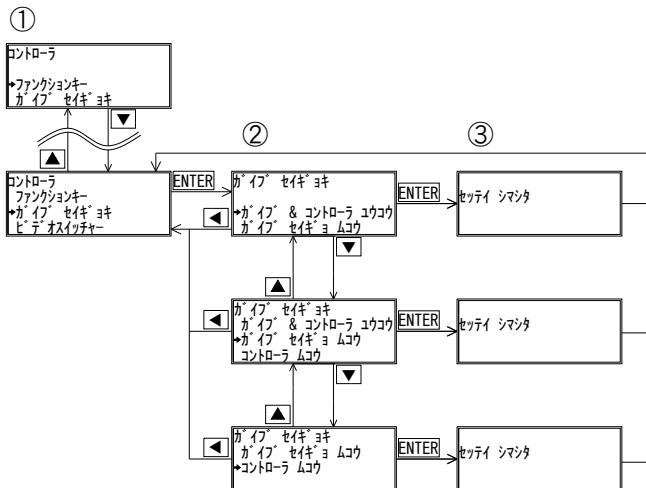 ①
コントローラ
→ファンクションキー
ガイブ セイギョキ
▼
▲
② ③
コントローラ
ファンクションキー
→ガイブ セイギョキ
ビデオスイッチャー
ENTER
ガイブ セイギョキ
→ガイブ & コントローラ ユウコウ
ガイブ セイギョ ムコウ
ENTER
セッテイ シマシタ
◀
▼
▲
ガイブ セイギョキ
ガイブ & コントローラ ユウコウ
→ガイブ セイギョ ムコウ
コントローラ ムコウ
ENTER
セッテイ シマシタ
◀
▼
▲
ガイブ セイギョキ
ガイブ セイギョ ムコウ
→コントローラ ムコウ
ENTER
セッテイ シマシタ
◀